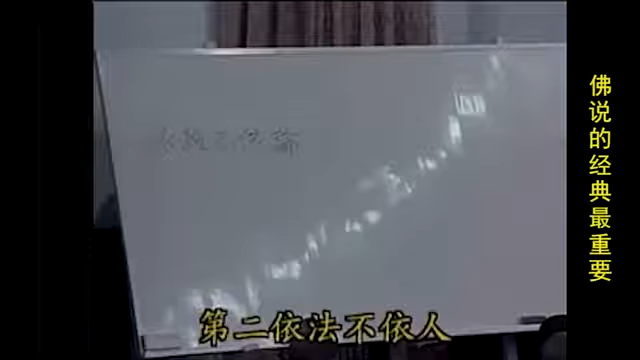 佛说的经典最重要
第二依法不依人